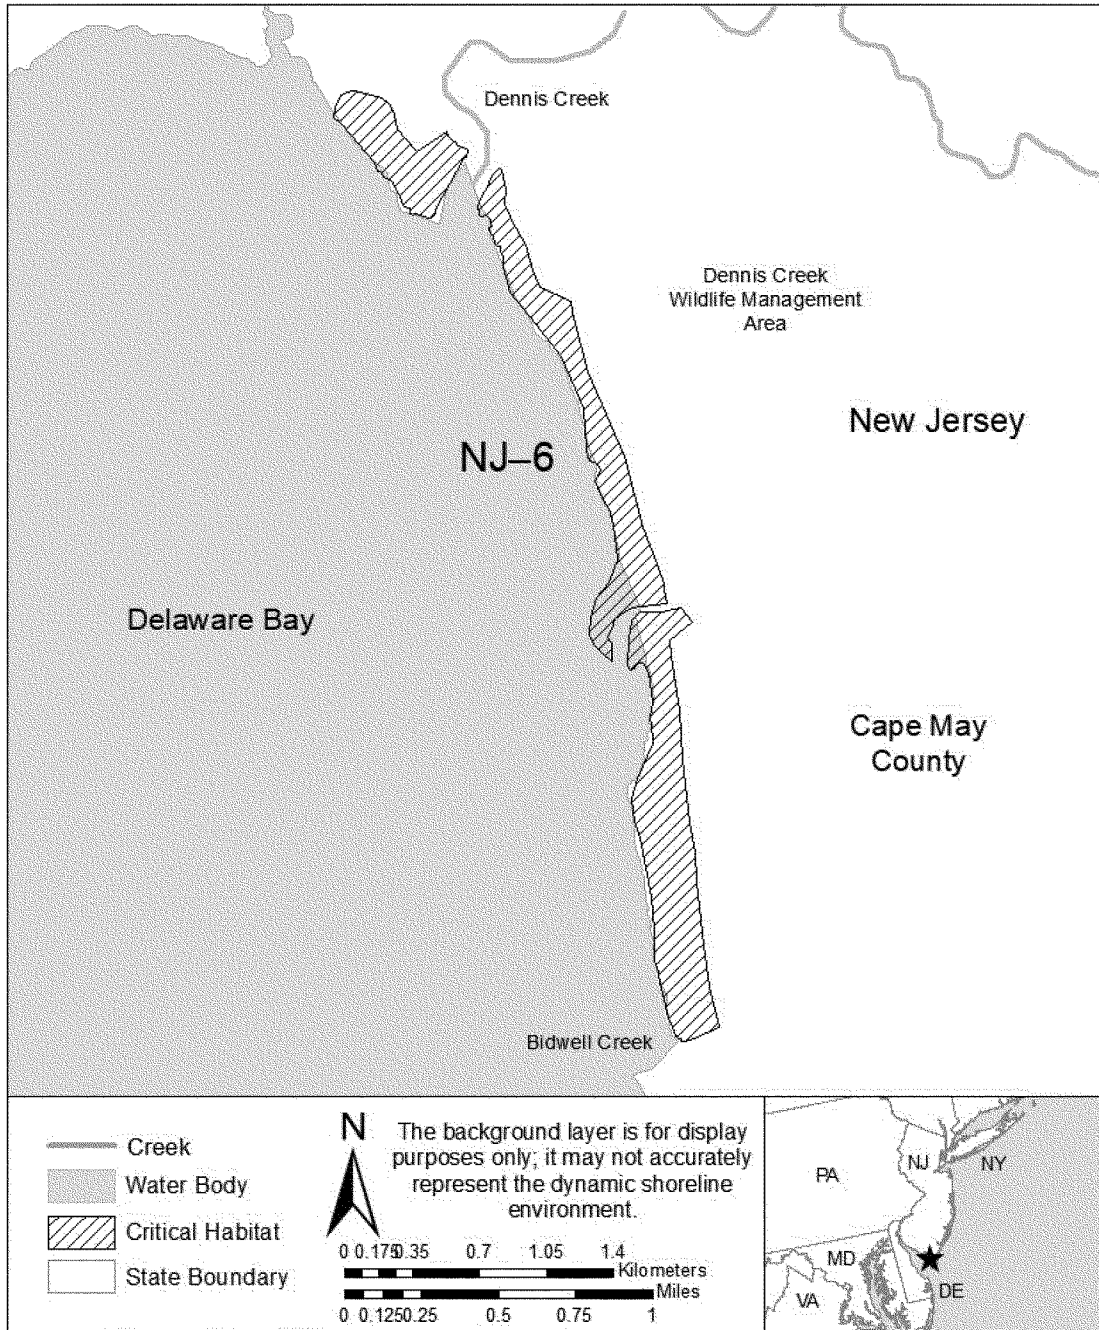 Dennis Creek
Dennis Creek
Wildlife Management
Area
New Jersey
NJ–6
Delaware Bay
Cape May
County
Bidwell Creek
Creek
Water Body
Critical Habitat
State Boundary
N
The background layer is for display
purposes only; it may not accurately
represent the dynamic shoreline
environment.
0 0.175 0.35 0.7 1.05 1.4
Kilometers
Miles
0 0.125 0.25 0.5 0.75 1
PA
NJ
NY
MD
DE
VA